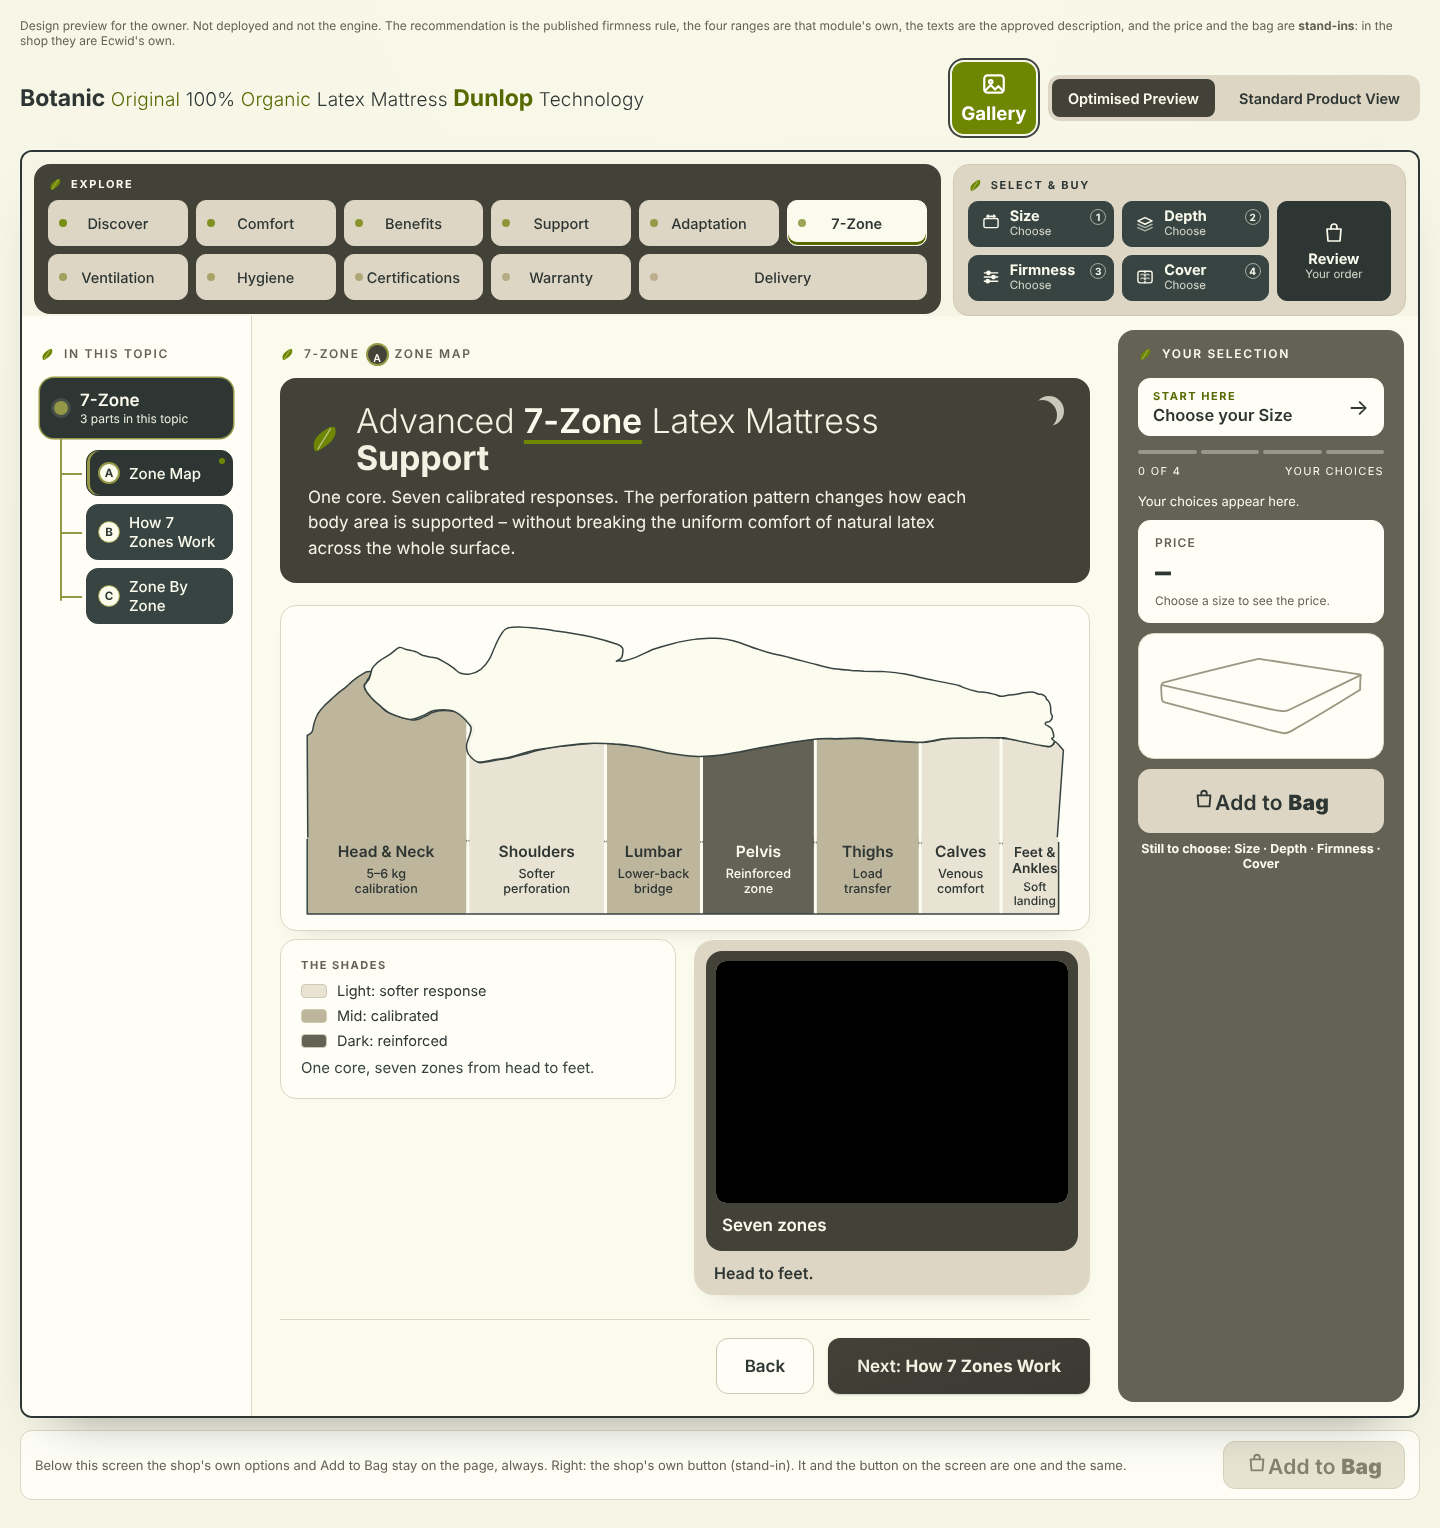 Design preview for the owner. Not deployed and not the engine. The recommendation is the published firmness rule, the four ranges are that module's own, the texts are the approved description, and the price and the bag are stand-ins: in the
shop they are Ecwid's own.
Botanic Original 100% Organic Latex Mattress Dunlop Technology
Gallery
Optimised Preview
Standard Product View
EXPLORE
Discover
Comfort
Benefits
Support
Adaptation
7-Zone
Ventilation
Hygiene
Certifications
Warranty
Delivery
SELECT & BUY
Size
Choose
1
Depth
Choose
2
Firmness
Choose
3
Cover
Choose
4
Review
Your order
IN THIS TOPIC
7-Zone
3 parts in this topic
A Zone Map
B How 7
Zones Work
C Zone By
Zone
7-ZONE A ZONE MAP
Advanced 7-Zone Latex Mattress
Support
One core. Seven calibrated responses. The perforation pattern changes how each
body area is supported – without breaking the uniform comfort of natural latex
across the whole surface.
Head & Neck
5–6 kg
calibration
Shoulders
Softer
perforation
Lumbar
Lower-back
bridge
Pelvis
Reinforced
zone
Thighs
Load
transfer
Calves
Venous
comfort
Feet &
Ankles
Soft
landing
THE SHADES
Light: softer response
Mid: calibrated
Dark: reinforced
One core, seven zones from head to feet.
Seven zones
Head to feet.
Back
Next: How 7 Zones Work
YOUR SELECTION
START HERE
Choose your Size
0 OF 4
YOUR CHOICES
Your choices appear here.
PRICE
–
Choose a size to see the price.
Add to Bag
Still to choose: Size · Depth · Firmness ·
Cover
Below this screen the shop's own options and Add to Bag stay on the page, always. Right: the shop's own button (stand-in). It and the button on the screen are one and the same.
Add to Bag